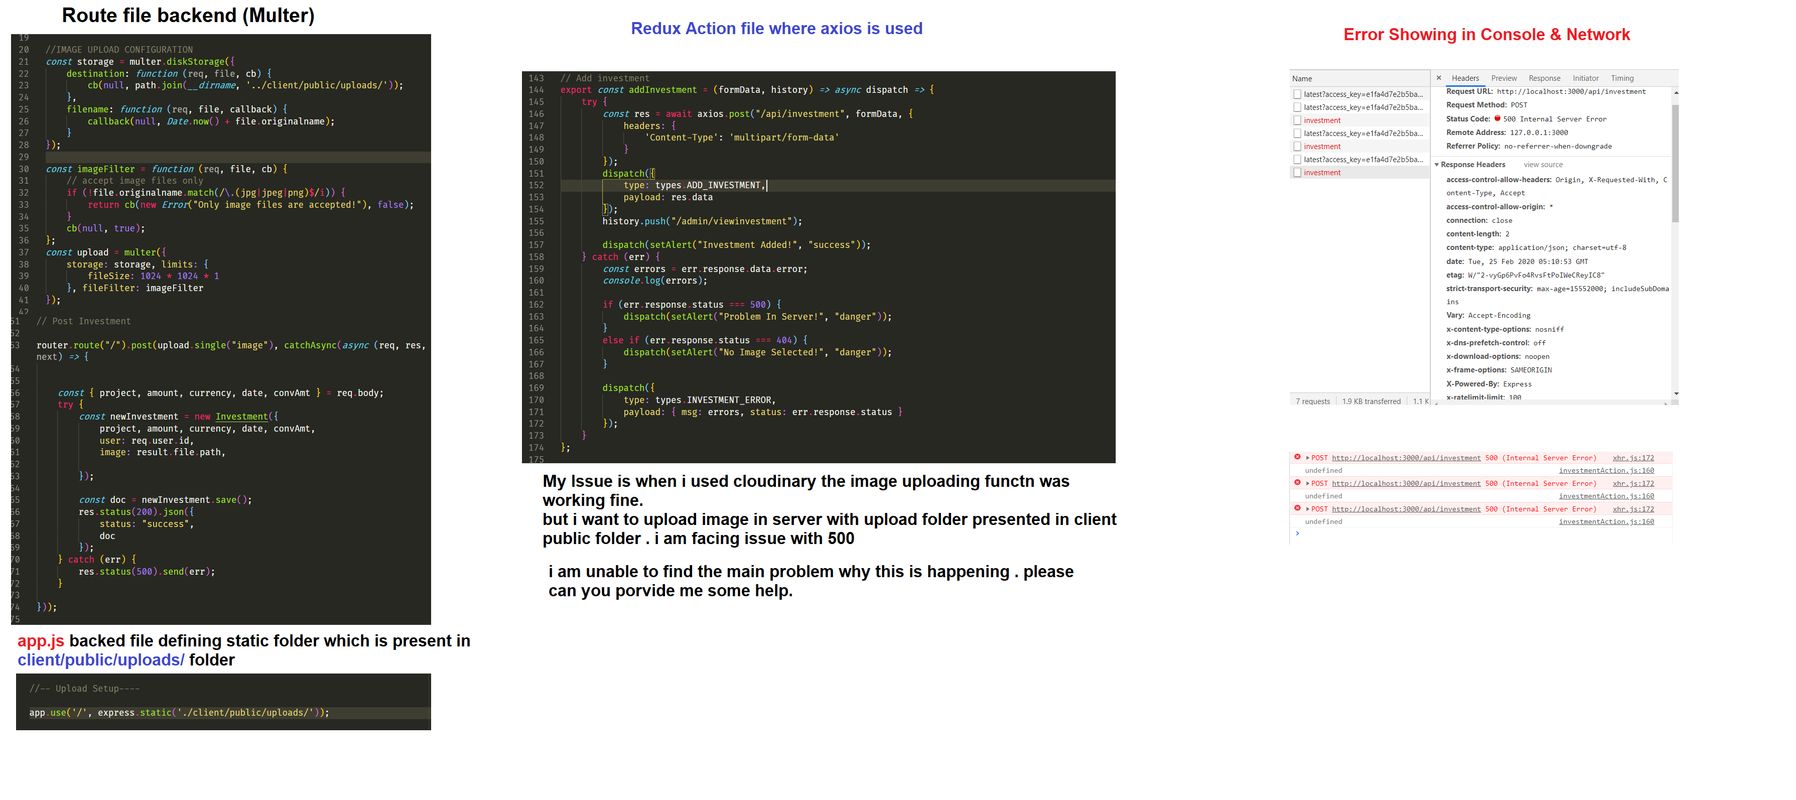 Route file backend (Multer)
19
20 //IMAGE UPLOAD CONFIGURATION
21 const storage = multer.diskStorage({
22 destination: function (req, file, cb) {
23 cb(null, path.join(__dirname, '../client/public/uploads/'));
24 },
25 filename: function (req, file, callback) {
26 callback(null, Date.now() + file.originalname);
27 }
28 });
29
30 const imageFilter = function (req, file, cb) {
31 // accept image files only
32 if (!file.originalname.match(/\.(jpg|jpeg|png)$/i)) {
33 return cb(new Error("Only image files are accepted!"), false);
34 }
35 cb(null, true);
36 };
37 const upload = multer({
38 storage: storage, limits: {
39 fileSize: 1024 * 1024 * 1
40 }, fileFilter: imageFilter
41 });
42
51 // Post Investment
52
53 router.route("/").post(upload.single("image"), catchAsync(async (req, res,
next) => {
54
55
56 const { project, amount, currency, date, convAmt } = req.body;
57 try {
58 const newInvestment = new Investment({
59 project, amount, currency, date, convAmt,
60 user: req.user.id,
61 image: result.file.path,
62
63 });
64
65 const doc = newInvestment.save();
66 res.status(200).json({
67 status: "success",
68 doc
69 });
70 } catch (err) {
71 res.status(500).send(err);
72 }
73
74 }));
75
app.js backed file defining static folder which is present in
client/public/uploads/ folder
//-- Upload Setup----
app.use('/', express.static('./client/public/uploads/'));
Redux Action file where axios is used
143 // Add investment
144 export const addInvestment = (formData, history) => async dispatch => {
145 try {
146 const res = await axios.post("/api/investment", formData, {
147 headers: {
148 'Content-Type': 'multipart/form-data'
149 }
150 });
151 dispatch({
152 type: types.ADD_INVESTMENT,
153 payload: res.data
154 });
155 history.push("/admin/viewinvestment");
156
157 dispatch(setAlert("Investment Added!", "success"));
158 } catch (err) {
159 const errors = err.response.data.error;
160 console.log(errors);
161
162 if (err.response.status === 500) {
163 dispatch(setAlert("Problem In Server!", "danger"));
164 }
165 else if (err.response.status === 404) {
166 dispatch(setAlert("No Image Selected!", "danger"));
167 }
168
169 dispatch({
170 type: types.INVESTMENT_ERROR,
171 payload: { msg: errors, status: err.response.status }
172 });
173 }
174 };
175
My Issue is when i used cloudinary the image uploading functn was
working fine.
but i want to upload image in server with upload folder presented in client
public folder . i am facing issue with 500
i am unable to find the main problem why this is happening . please
can you porvide me some help.
Error Showing in Console & Network
Name
latest?access_key=e1fa4d7e2b5ba...
latest?access_key=e1fa4d7e2b5ba...
investment
latest?access_key=e1fa4d7e2b5ba...
investment
latest?access_key=e1fa4d7e2b5ba...
investment
7 requests 1.9 KB transferred 1.1 K
× Headers Preview Response Initiator Timing
Request URL: http://localhost:3000/api/investment
Request Method: POST
Status Code: 500 Internal Server Error
Remote Address: 127.0.0.1:3000
Referrer Policy: no-referrer-when-downgrade
Response Headers view source
access-control-allow-headers: Origin, X-Requested-With, C
ontent-Type, Accept
access-control-allow-origin: *
connection: close
content-length: 2
content-type: application/json; charset=utf-8
date: Tue, 25 Feb 2020 05:10:53 GMT
etag: W/"2-vyGp6PvFo4RvsFtPoIWeCReyIC8"
strict-transport-security: max-age=15552000; includeSubDoma
ins
Vary: Accept-Encoding
x-content-type-options: nosniff
x-dns-prefetch-control: off
x-download-options: noopen
x-frame-options: SAMEORIGIN
X-Powered-By: Express
x-ratelimit-limit: 100
POST http://localhost:3000/api/investment 500 (Internal Server Error) xhr.js:172
undefined investmentAction.js:160
POST http://localhost:3000/api/investment 500 (Internal Server Error) xhr.js:172
undefined investmentAction.js:160
POST http://localhost:3000/api/investment 500 (Internal Server Error) xhr.js:172
undefined investmentAction.js:160